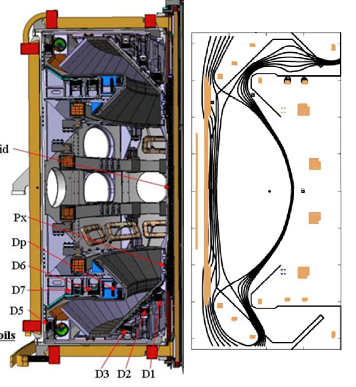 id
Px
Dp
D6
D7
D5
oils
D3 D2 D1